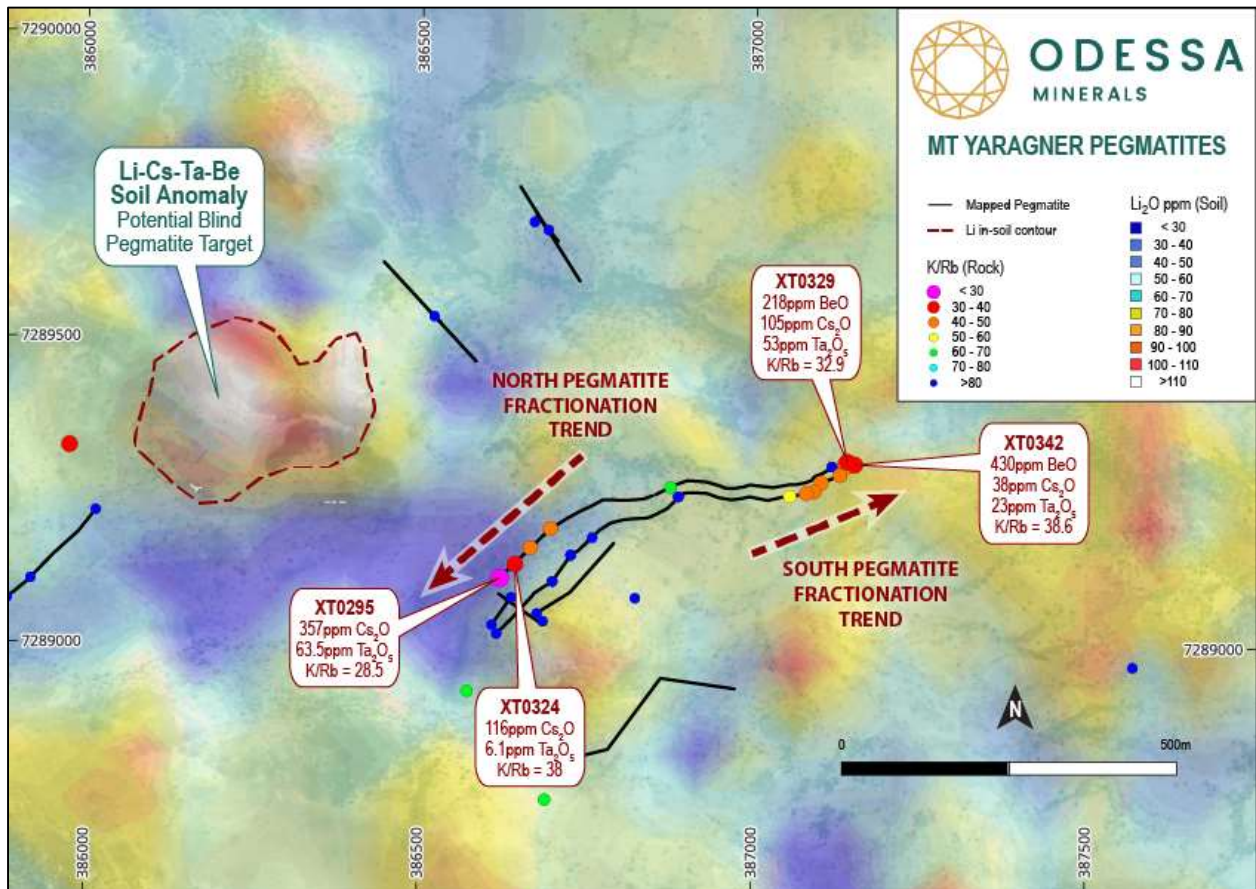 7290000
386000
386500
387000
ODESSA
MINERALS
MT YARAGNER PEGMATITES
Mapped Pegmatite
Li in-soil contour
K/Rb (Rock)
< 30
30 - 40
40 - 50
50 - 60
60 - 70
70 - 80
>80
Li₂O ppm (Soil)
< 30
30 - 40
40 - 50
50 - 60
60 - 70
70 - 80
80 - 90
90 - 100
100 - 110
>110
Li-Cs-Ta-Be
Soil Anomaly
Potential Blind
Pegmatite Target
7289500
XT0329
218ppm BeO
105ppm Cs₂O
53ppm Ta₂O₅
K/Rb = 32.9
NORTH PEGMATITE
FRACTIONATION
TREND
XT0342
430ppm BeO
38ppm Cs₂O
23ppm Ta₂O₅
K/Rb = 38.6
SOUTH PEGMATITE
FRACTIONATION
TREND
XT0295
357ppm Cs₂O
63.5ppm Ta₂O₅
K/Rb = 28.5
7289000
7289000
XT0324
116ppm Cs₂O
6.1ppm Ta₂O₅
K/Rb = 38
N
0
500m
386000
386500
387000
387500